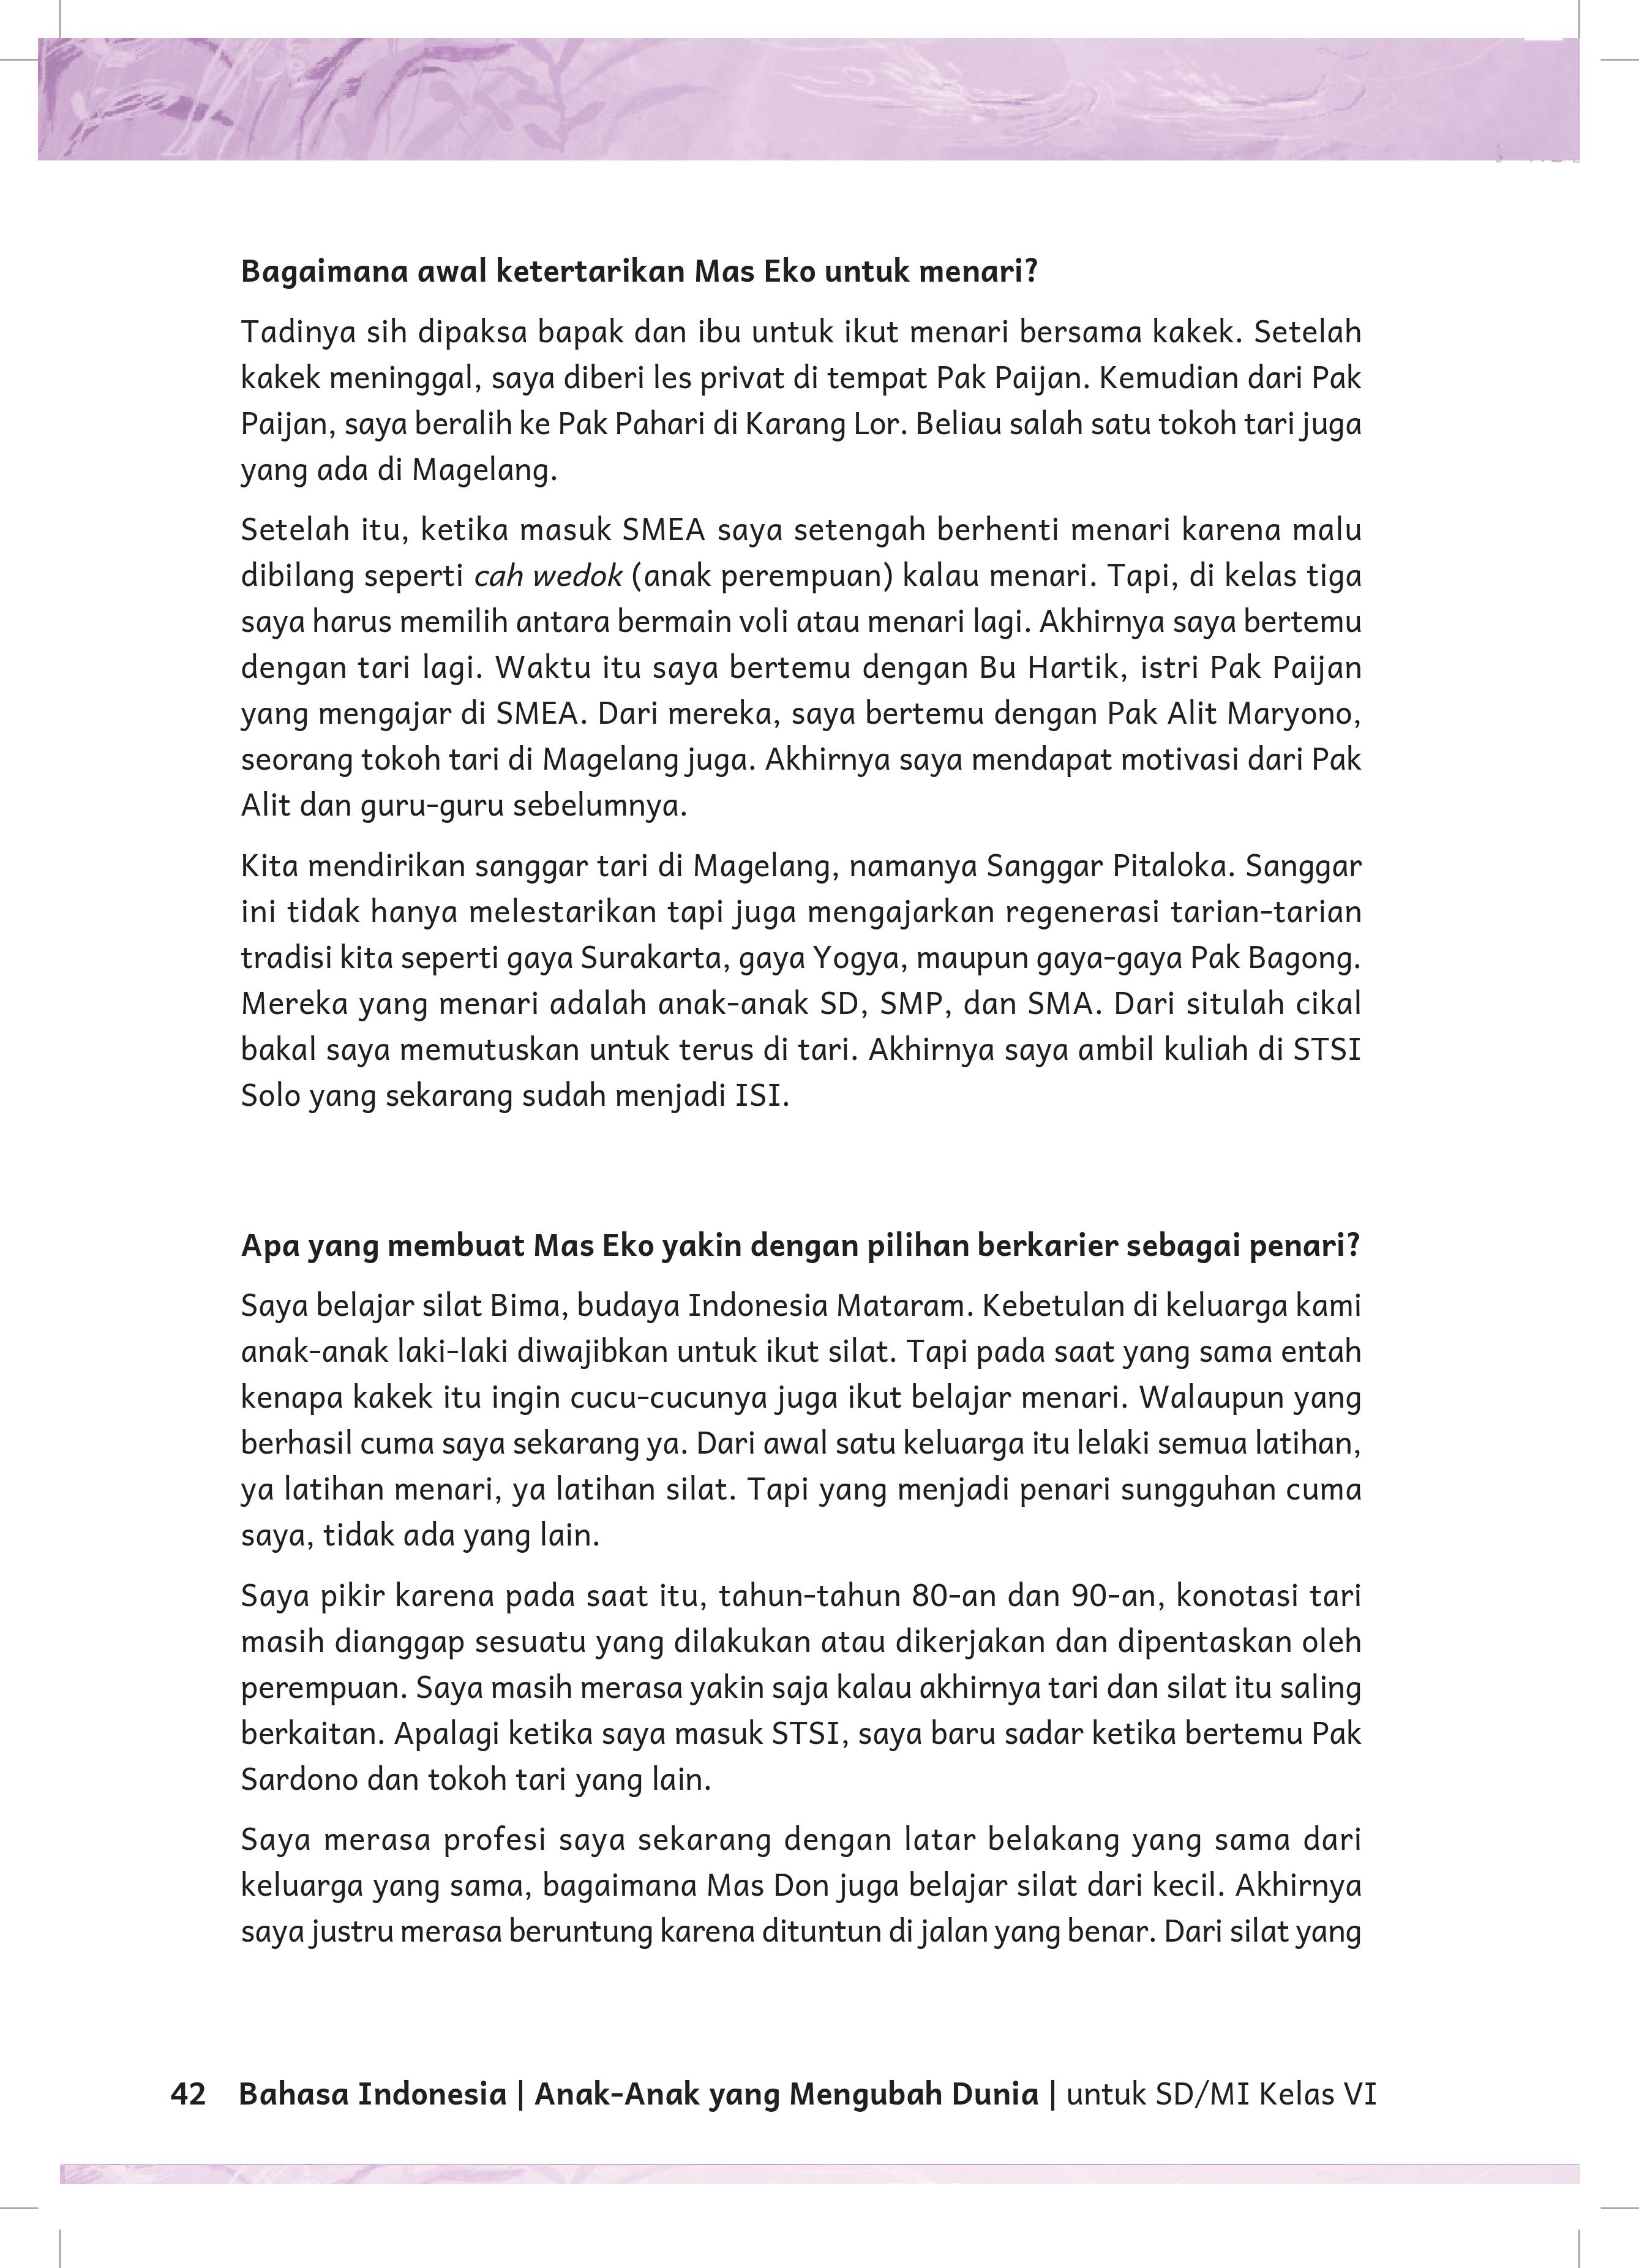 Bagaimana awal ketertarikan Mas Eko untuk menari?
Tadinya sih dipaksa bapak dan ibu untuk ikut menari bersama kakek. Setelah
kakek meninggal, saya diberi les privat di tempat Pak Paijan. Kemudian dari Pak
Paijan, saya beralih ke Pak Pahari di Karang Lor. Beliau salah satu tokoh tari juga
yang ada di Magelang.
Setelah itu, ketika masuk SMEA saya setengah berhenti menari karena malu
dibilang seperti cah wedok (anak perempuan) kalau menari. Tapi, di kelas tiga
saya harus memilih antara bermain voli atau menari lagi. Akhirnya saya bertemu
dengan tari lagi. Waktu itu saya bertemu dengan Bu Hartik, istri Pak Paijan
yang mengajar di SMEA. Dari mereka, saya bertemu dengan Pak Alit Maryono,
seorang tokoh tari di Magelang juga. Akhirnya saya mendapat motivasi dari Pak
Alit dan guru-guru sebelumnya.
Kita mendirikan sanggar tari di Magelang, namanya Sanggar Pitaloka. Sanggar
ini tidak hanya melestarikan tapi juga mengajarkan regenerasi tarian-tarian
tradisi kita seperti gaya Surakarta, gaya Yogya, maupun gaya-gaya Pak Bagong.
Mereka yang menari adalah anak-anak SD, SMP, dan SMA. Dari situlah cikal
bakal saya memutuskan untuk terus di tari. Akhirnya saya ambil kuliah di STSI
Solo yang sekarang sudah menjadi ISI.
Apa yang membuat Mas Eko yakin dengan pilihan berkarier sebagai penari?
Saya belajar silat Bima, budaya Indonesia Mataram. Kebetulan di keluarga kami
anak-anak laki-laki diwajibkan untuk ikut silat. Tapi pada saat yang sama entah
kenapa kakek itu ingin cucu-cucunya juga ikut belajar menari. Walaupun yang
berhasil cuma saya sekarang ya. Dari awal satu keluarga itu lelaki semua latihan,
ya latihan menari, ya latihan silat. Tapi yang menjadi penari sungguhan cuma
saya, tidak ada yang lain.
Saya pikir karena pada saat itu, tahun-tahun 80-an dan 90-an, konotasi tari
masih dianggap sesuatu yang dilakukan atau dikerjakan dan dipentaskan oleh
perempuan. Saya masih merasa yakin saja kalau akhirnya tari dan silat itu saling
berkaitan. Apalagi ketika saya masuk STSI, saya baru sadar ketika bertemu Pak
Sardono dan tokoh tari yang lain.
Saya merasa profesi saya sekarang dengan latar belakang yang sama dari
keluarga yang sama, bagaimana Mas Don juga belajar silat dari kecil. Akhirnya
saya justru merasa beruntung karena dituntun di jalan yang benar. Dari silat yang
42 Bahasa Indonesia | Anak-Anak yang Mengubah Dunia | untuk SD/MI Kelas VI